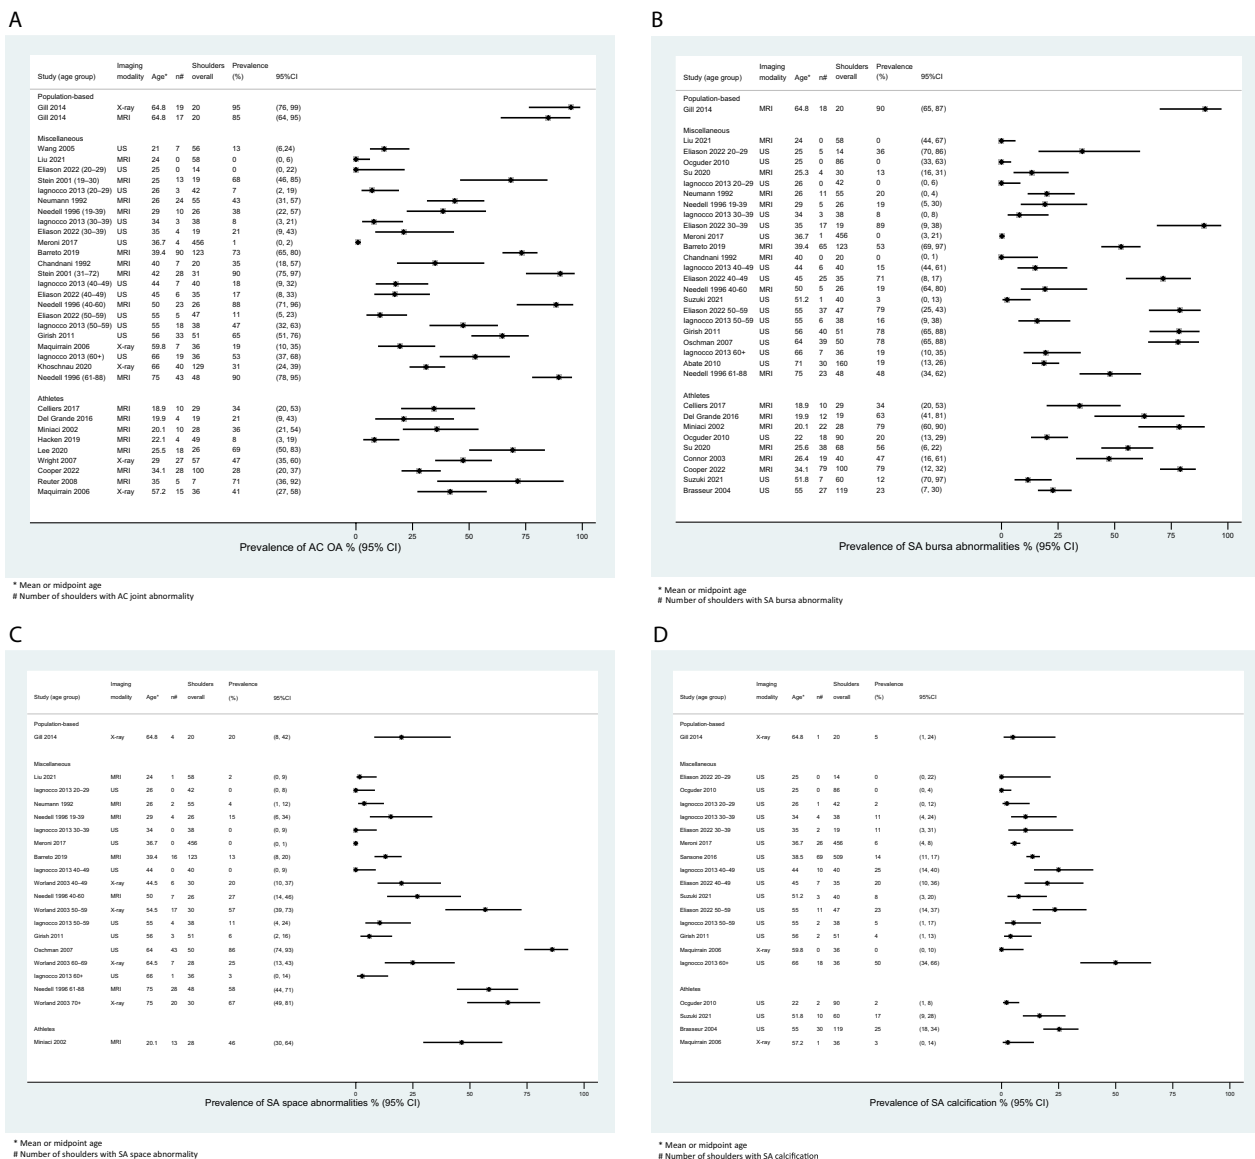 A
Imaging Shoulders Prevalence
Study (age group) modality Age* n# overall (%) 95%CI
Population-based
Gill 2014 X-ray 64.8 19 20 95 (76, 99)
Gill 2014 MRI 64.8 17 20 85 (64, 95)
Miscellaneous
Wang 2005 US 21 7 56 13 (6,24)
Liu 2021 MRI 24 0 58 0 (0, 6)
Eliason 2022 (20–29) US 25 0 14 0 (0, 22)
Stein 2001 (19–30) MRI 25 13 19 68 (46, 85)
Iagnocco 2013 (20–29) US 26 3 42 7 (2, 19)
Neumann 1992 MRI 26 24 55 43 (31, 57)
Needell 1996 (19-39) MRI 29 10 26 38 (22, 57)
Iagnocco 2013 (30–39) US 34 3 38 8 (3, 21)
Eliason 2022 (30–39) US 35 4 19 21 (9, 43)
Meroni 2017 US 36.7 4 456 1 (0, 2)
Barreto 2019 MRI 39.4 90 123 73 (65, 80)
Chandnani 1992 MRI 40 7 20 35 (18, 57)
Stein 2001 (31–72) MRI 42 28 31 90 (75, 97)
Iagnocco 2013 (40–49) US 44 7 40 18 (9, 32)
Eliason 2022 (40–49) US 45 6 35 17 (8, 33)
Needell 1996 (40-60) MRI 50 23 26 88 (71, 96)
Eliason 2022 (50–59) US 55 5 47 11 (5, 23)
Iagnocco 2013 (50–59) US 55 18 38 47 (32, 63)
Girish 2011 US 56 33 51 65 (51, 76)
Maquirrain 2006 X-ray 59.8 7 36 19 (10, 35)
Iagnocco 2013 (60+) US 66 19 36 53 (37, 68)
Khoschnau 2020 X-ray 66 40 129 31 (24, 39)
Needell 1996 (61-88) MRI 75 43 48 90 (78, 95)
Athletes
Celliers 2017 MRI 18.9 10 29 34 (20, 53)
Del Grande 2016 MRI 19.9 4 19 21 (9, 43)
Miniaci 2002 MRI 20.1 10 28 36 (21, 54)
Hacken 2019 MRI 22.1 4 49 8 (3, 19)
Lee 2020 MRI 25.5 18 26 69 (50, 83)
Wright 2007 X-ray 29 27 57 47 (35, 60)
Cooper 2022 MRI 34.1 28 100 28 (20, 37)
Reuter 2008 MRI 35 5 7 71 (36, 92)
Maquirrain 2006 X-ray 57.2 15 36 41 (27, 58)
0 25 50 75 100
Prevalence of AC OA % (95% CI)
* Mean or midpoint age
# Number of shoulders with AC joint abnormality
B
Imaging Shoulders Prevalence
Study (age group) modality Age* n# overall (%) 95%CI
Population-based
Gill 2014 MRI 64.8 18 20 90 (65, 87)
Miscellaneous
Liu 2021 MRI 24 0 58 0 (44, 67)
Eliason 2022 20–29 US 25 5 14 36 (70, 86)
Ocguder 2010 US 25 0 86 0 (33, 63)
Su 2020 MRI 25.3 4 30 13 (16, 31)
Iagnocco 2013 20–29 US 26 0 42 0 (0, 6)
Neumann 1992 MRI 26 11 55 20 (0, 4)
Needell 1996 19-39 MRI 29 5 26 19 (5, 30)
Iagnocco 2013 30–39 US 34 3 38 8 (0, 8)
Eliason 2022 30–39 US 35 17 19 89 (9, 38)
Meroni 2017 US 36.7 1 456 0 (3, 21)
Barreto 2019 MRI 39.4 65 123 53 (69, 97)
Chandnani 1992 MRI 40 0 20 0 (0, 1)
Iagnocco 2013 40–49 US 44 6 40 15 (44, 61)
Eliason 2022 40–49 US 45 25 35 71 (8, 17)
Needell 1996 40-60 MRI 50 5 26 19 (64, 80)
Suzuki 2021 US 51.2 1 40 3 (0, 13)
Eliason 2022 50–59 US 55 37 47 79 (25, 43)
Iagnocco 2013 50–59 US 55 6 38 16 (9, 38)
Girish 2011 US 56 40 51 78 (65, 88)
Oschman 2007 US 64 39 50 78 (65, 88)
Iagnocco 2013 60+ US 66 7 36 19 (10, 35)
Abate 2010 US 71 30 160 19 (13, 26)
Needell 1996 61-88 MRI 75 23 48 48 (34, 62)
Athletes
Celliers 2017 MRI 18.9 10 29 34 (20, 53)
Del Grande 2016 MRI 19.9 12 19 63 (41, 81)
Miniaci 2002 MRI 20.1 22 28 79 (60, 90)
Ocguder 2010 US 22 18 90 20 (13, 29)
Su 2020 MRI 25.6 38 68 56 (6, 22)
Connor 2003 MRI 26.4 19 40 47 (16, 61)
Cooper 2022 MRI 34.1 79 100 79 (12, 32)
Suzuki 2021 US 51.8 7 60 12 (70, 97)
Brasseur 2004 US 55 27 119 23 (7, 30)
0 25 50 75 100
Prevalence of SA bursa abnormalities % (95% CI)
* Mean or midpoint age
# Number of shoulders with SA bursa abnormality
C
Imaging Shoulders Prevalence
Study (age group) modality Age* n# overall (%) 95%CI
Population-based
Gill 2014 X-ray 64.8 4 20 20 (8, 42)
Miscellaneous
Liu 2021 MRI 24 1 58 2 (0, 9)
Iagnocco 2013 20–29 US 26 0 42 0 (0, 8)
Neumann 1992 MRI 26 2 55 4 (1, 12)
Needell 1996 19-39 MRI 29 4 26 15 (6, 34)
Iagnocco 2013 30–39 US 34 0 38 0 (0, 9)
Meroni 2017 US 36.7 0 456 0 (0, 1)
Barreto 2019 MRI 39.4 16 123 13 (8, 20)
Iagnocco 2013 40–49 US 44 0 40 0 (0, 9)
Worland 2003 40–49 X-ray 44.5 6 30 20 (10, 37)
Needell 1996 40-60 MRI 50 7 26 27 (14, 46)
Worland 2003 50–59 X-ray 54.5 17 30 57 (39, 73)
Iagnocco 2013 50–59 US 55 4 38 11 (4, 24)
Girish 2011 US 56 3 51 6 (2, 16)
Oschman 2007 US 64 43 50 86 (74, 93)
Worland 2003 60–69 X-ray 64.5 7 28 25 (13, 43)
Iagnocco 2013 60+ US 66 1 36 3 (0, 14)
Needell 1996 61-88 MRI 75 28 48 58 (44, 71)
Worland 2003 70+ X-ray 75 20 30 67 (49, 81)
Athletes
Miniaci 2002 MRI 20.1 13 28 46 (30, 64)
0 25 50 75 100
Prevalence of SA space abnormalities % (95% CI)
* Mean or midpoint age
# Number of shoulders with SA space abnormality
D
Imaging Shoulders Prevalence
Study (age group) modality Age* n# overall (%) 95%CI
Population-based
Gill 2014 X-ray 64.8 1 20 5 (1, 24)
Miscellaneous
Eliason 2022 20–29 US 25 0 14 0 (0, 22)
Ocguder 2010 US 25 0 86 0 (0, 4)
Iagnocco 2013 20–29 US 26 1 42 2 (0, 12)
Iagnocco 2013 30–39 US 34 4 38 11 (4, 24)
Eliason 2022 30–39 US 35 2 19 11 (3, 31)
Meroni 2017 US 36.7 26 456 6 (4, 8)
Sansone 2016 US 38.5 69 509 14 (11, 17)
Iagnocco 2013 40–49 US 44 10 40 25 (14, 40)
Eliason 2022 40–49 US 45 7 35 20 (10, 36)
Suzuki 2021 US 51.2 3 40 8 (3, 20)
Eliason 2022 50–59 US 55 11 47 23 (14, 37)
Iagnocco 2013 50–59 US 55 2 38 5 (1, 17)
Girish 2011 US 56 2 51 4 (1, 13)
Maquirrain 2006 X-ray 59.8 0 36 0 (0, 10)
Iagnocco 2013 60+ US 66 18 36 50 (34, 66)
Athletes
Ocguder 2010 US 22 2 90 2 (1, 8)
Suzuki 2021 US 51.8 10 60 17 (9, 28)
Brasseur 2004 US 55 30 119 25 (18, 34)
Maquirrain 2006 X-ray 57.2 1 36 3 (0, 14)
0 25 50 75 100
Prevalence of SA calcification % (95% CI)
* Mean or midpoint age
# Number of shoulders with SA calcification